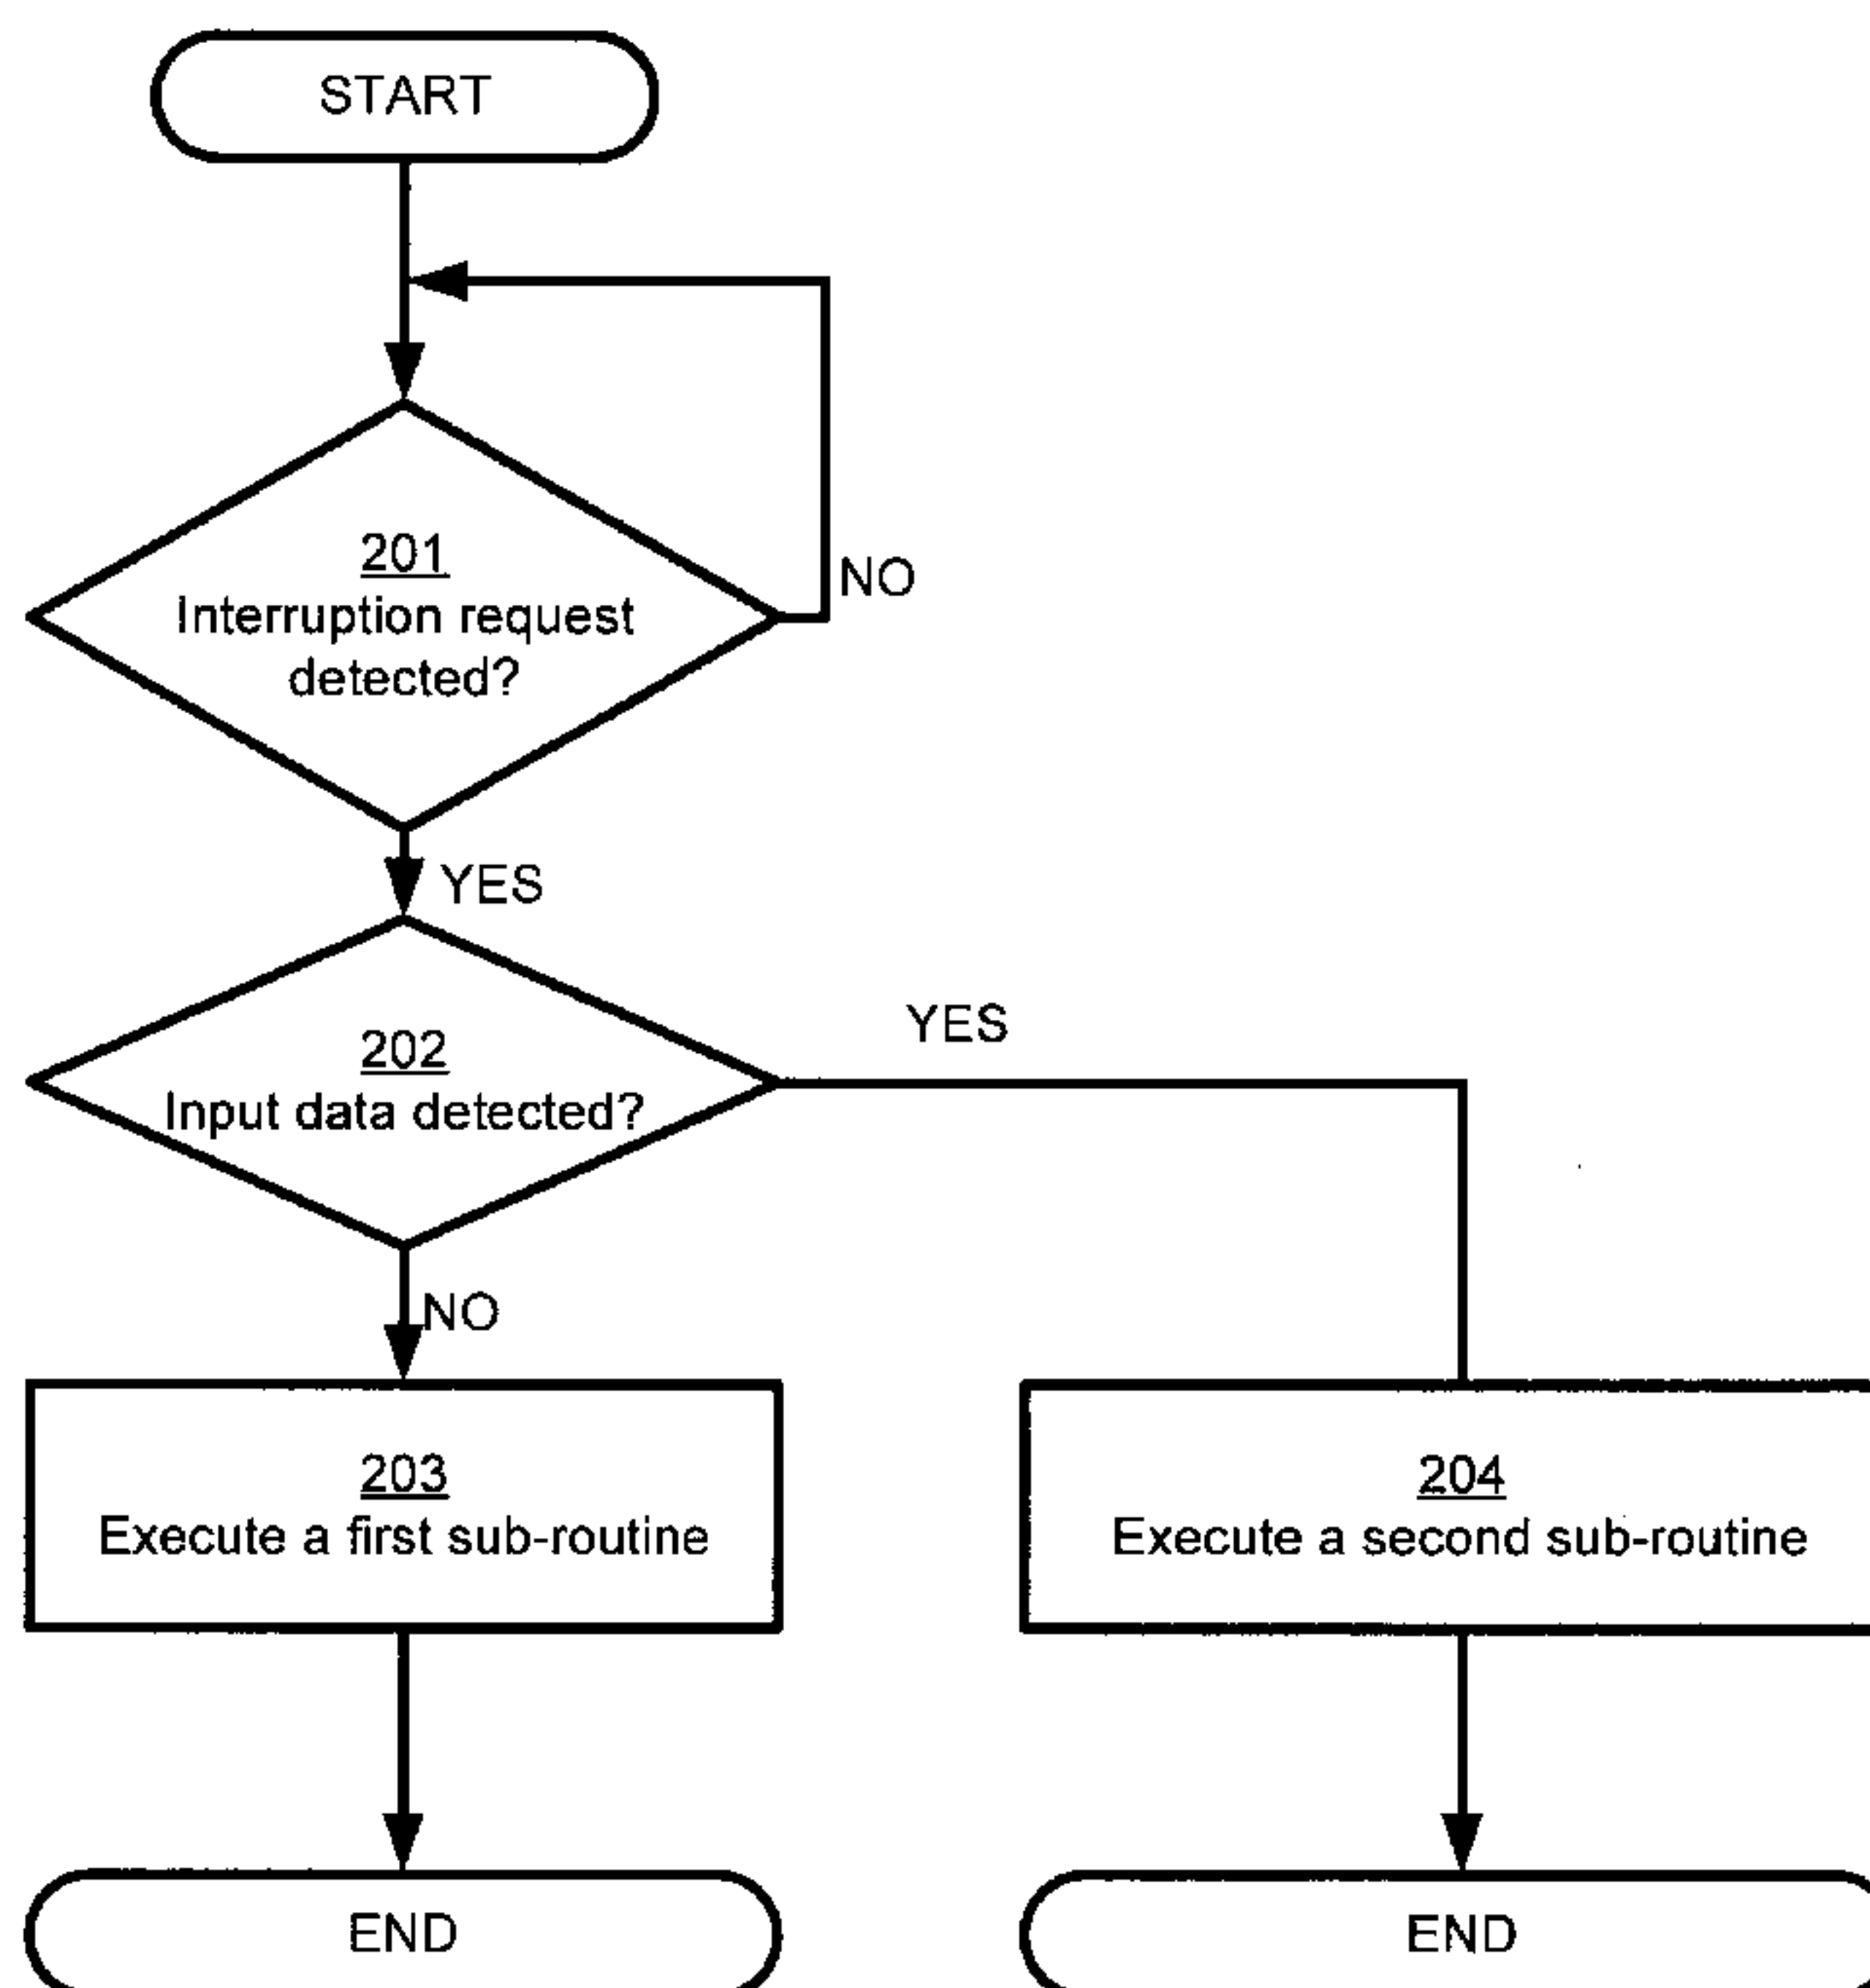 START
201
Interruption request
detected?
NO
YES
202
Input data detected?
YES
NO
203
Execute a first sub-routine
204
Execute a second sub-routine
END
END